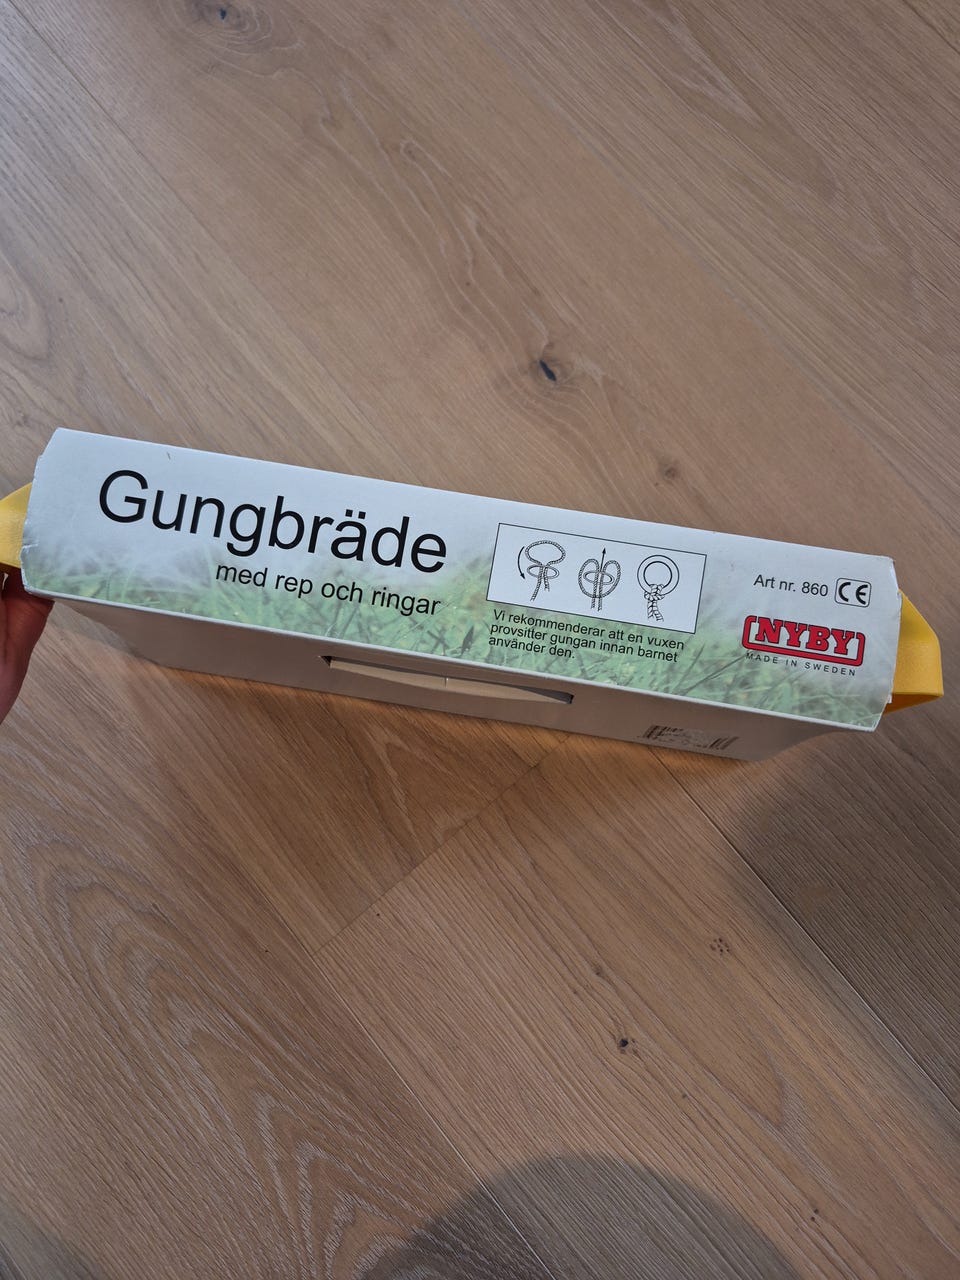 Gungbräde
med rep och ringar
Vi rekommenderar att en vuxen
provsitter gungan innan barnet
använder den.
Art nr. 860 CE
NYBY
MADE IN SWEDEN